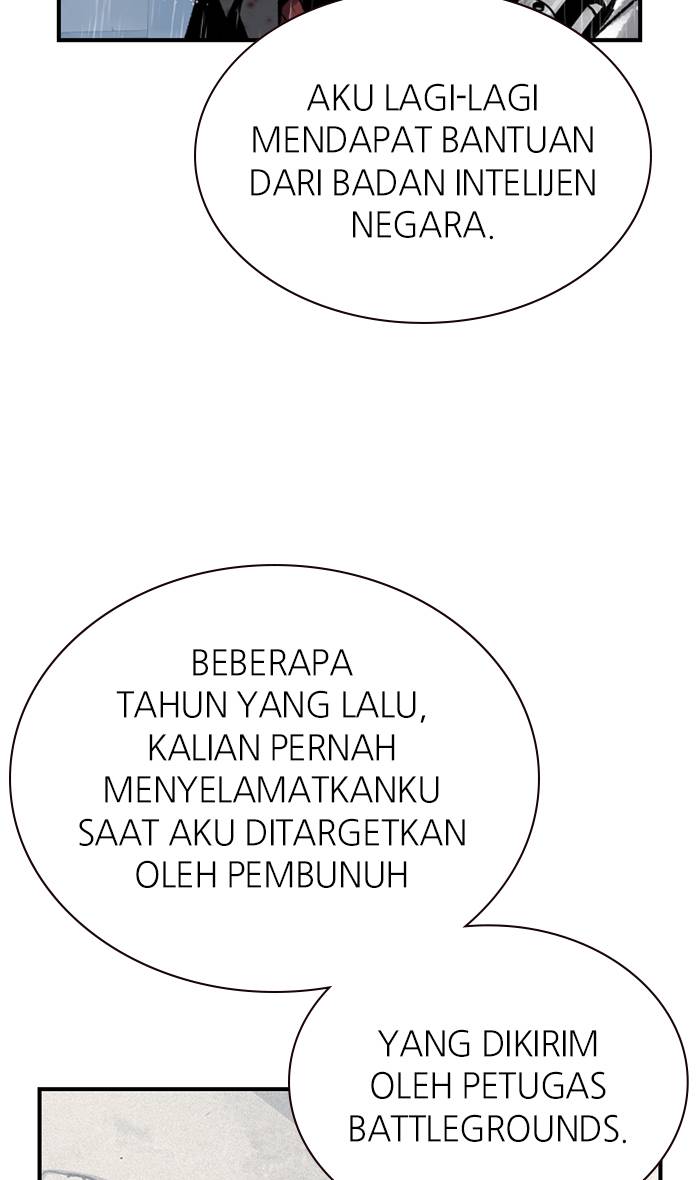 AKU LAGI-LAGI
MENDAPAT BANTUAN
DARI BADAN INTELIJEN
NEGARA.
BEBERAPA
TAHUN YANG LALU,
KALIAN PERNAH
MENYELAMATKANKU
SAAT AKU DITARGETKAN
OLEH PEMBUNUH
YANG DIKIRIM
OLEH PETUGAS
BATTLEGROUNDS.